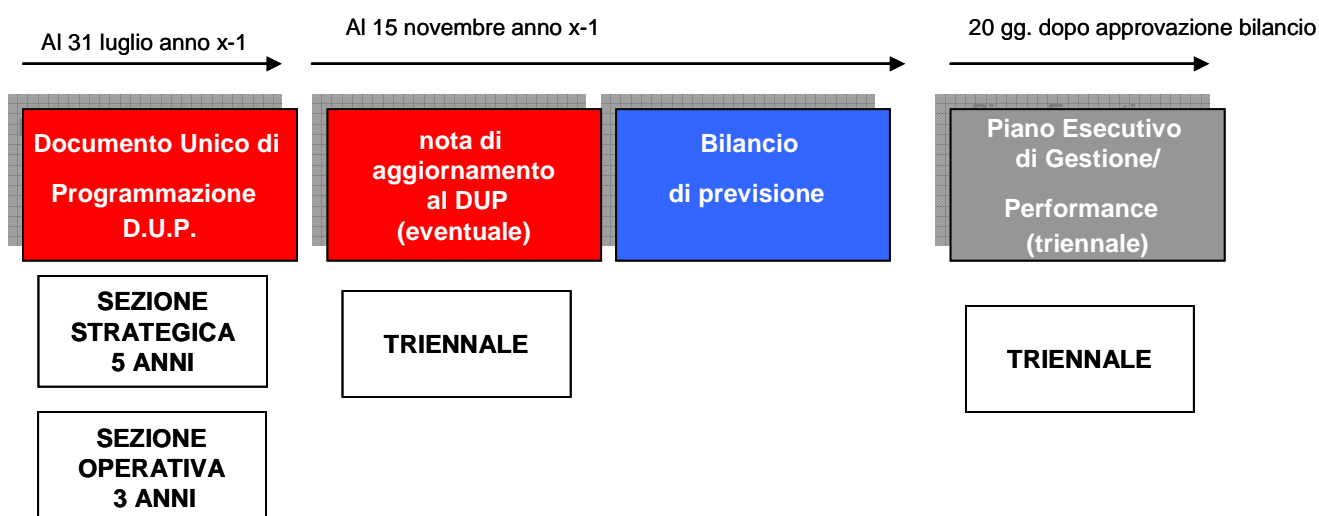 Al 31 luglio anno x-1
Al 15 novembre anno x-1
20 gg. dopo approvazione bilancio
Documento Unico di
Programmazione
D.U.P.
nota di
aggiornamento
al DUP
(eventuale)
Bilancio
di previsione
Piano Esecutivo
di Gestione/
Performance
(triennale)
SEZIONE
STRATEGICA
5 ANNI
TRIENNALE
TRIENNALE
SEZIONE
OPERATIVA
3 ANNI